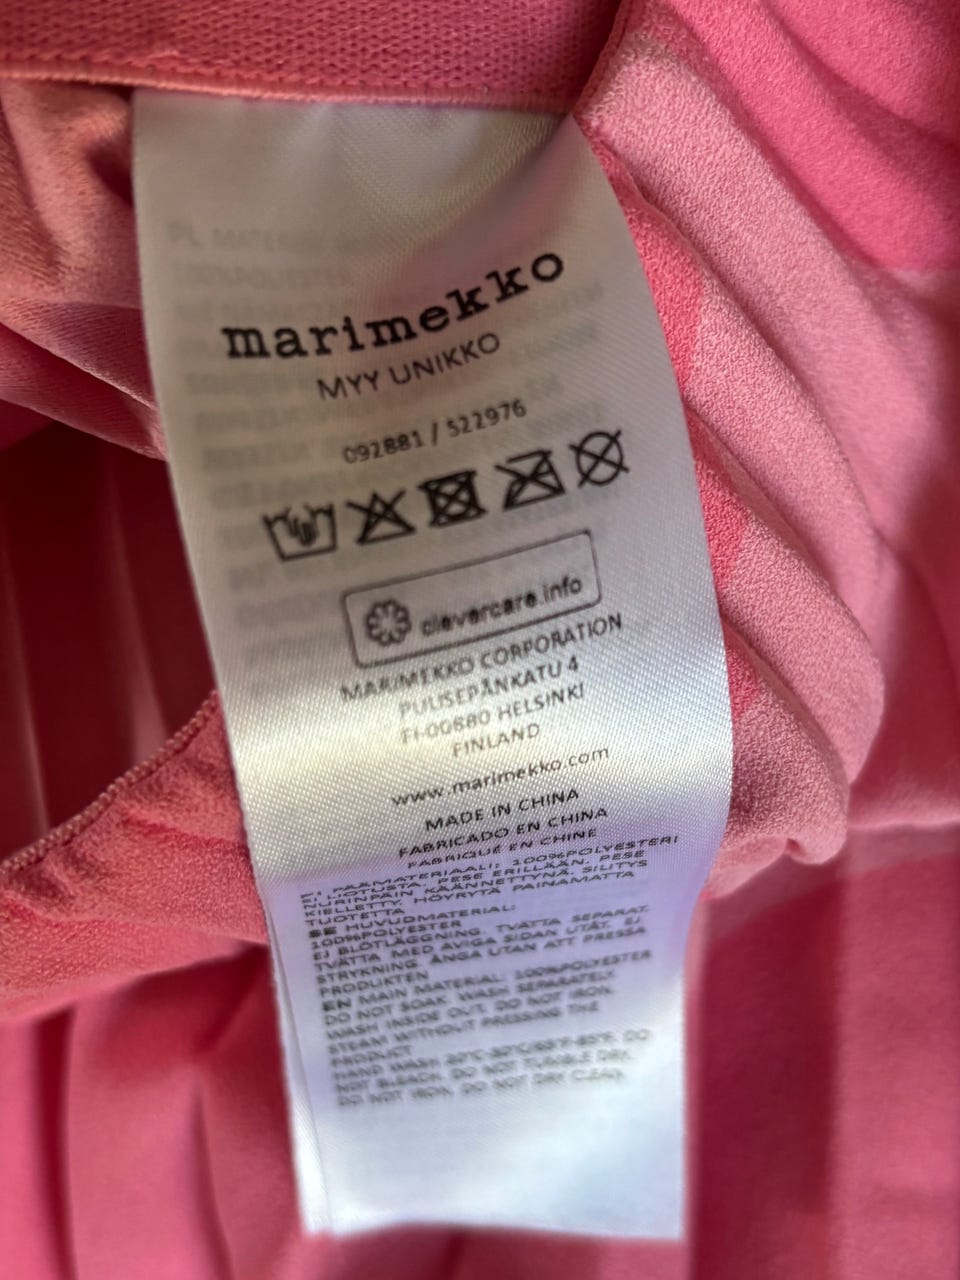 marimekko
MYY UNIKKO
092881 / 522976
clevercare.info
MARIMEKKO CORPORATION
PUUSEPÄNKATU 4
FI-00880 HELSINKI
FINLAND
www.marimekko.com
MADE IN CHINA
FABRICADO EN CHINA
FABRIQUÉ EN CHINE
FI PÄÄMATERIAALI: 100%POLYESTERI
EI LIOTUSTA. PESE ERILLÄÄN. PESE
NURINPÄIN KÄÄNNETTYNÄ. SILITYS
KIELLETTY. HÖYRYTÄ PAINAMATTA
TUOTETTA
SE HUVUDMATERIAL:
100%POLYESTER
EJ BLÖTLÄGGNING. TVÄTTA SEPARAT.
TVÄTTA MED AVIGA SIDAN UTÅT. EJ
STRYKNING. ÅNGA UTAN ATT PRESSA
PRODUKTEN
EN MAIN MATERIAL: 100%POLYESTER
DO NOT SOAK. WASH SEPARATELY.
WASH INSIDE OUT. DO NOT IRON.
STEAM WITHOUT PRESSING THE
PRODUCT
HAND WASH DO
NOT BLEACH. DO NOT TUMBLE DRY.
DO NOT IRON. DO NOT DRY CLEAN.